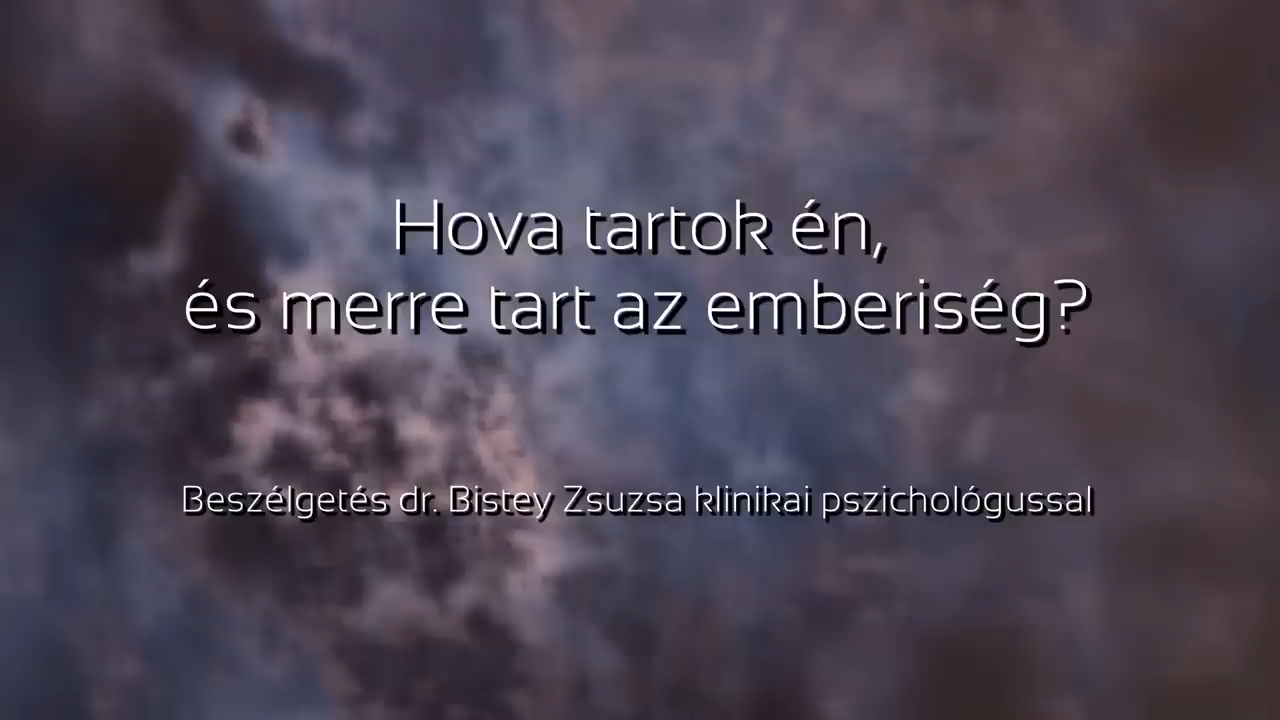 Hova tartok én,
és merre tart az emberiség?
Beszélgetés dr. Bistey Zsuzsa klinikai pszichológussal